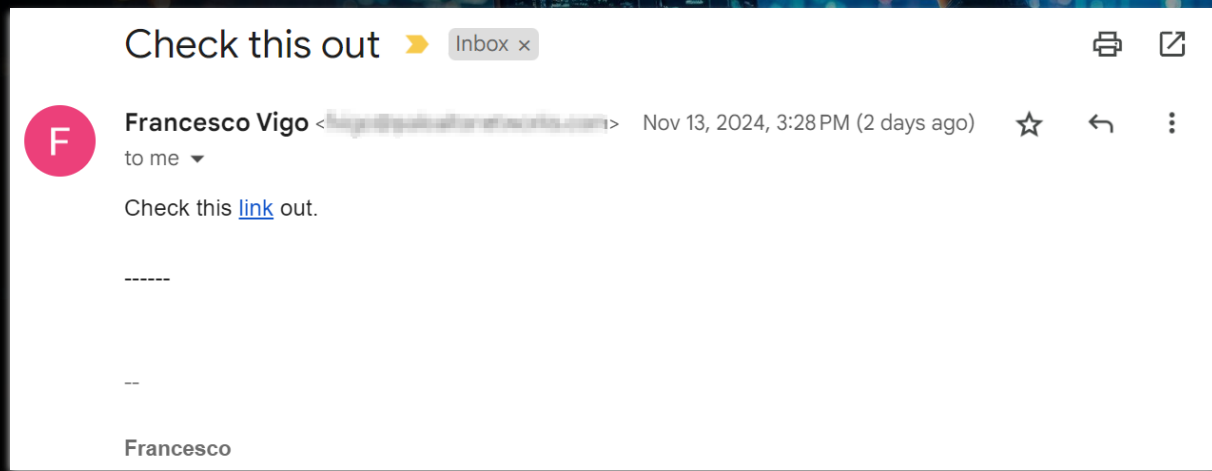 Check this out
Inbox ×
F
Francesco Vigo < > Nov 13, 2024, 3:28 PM (2 days ago)
to me
Check this link out.
------
--
Francesco